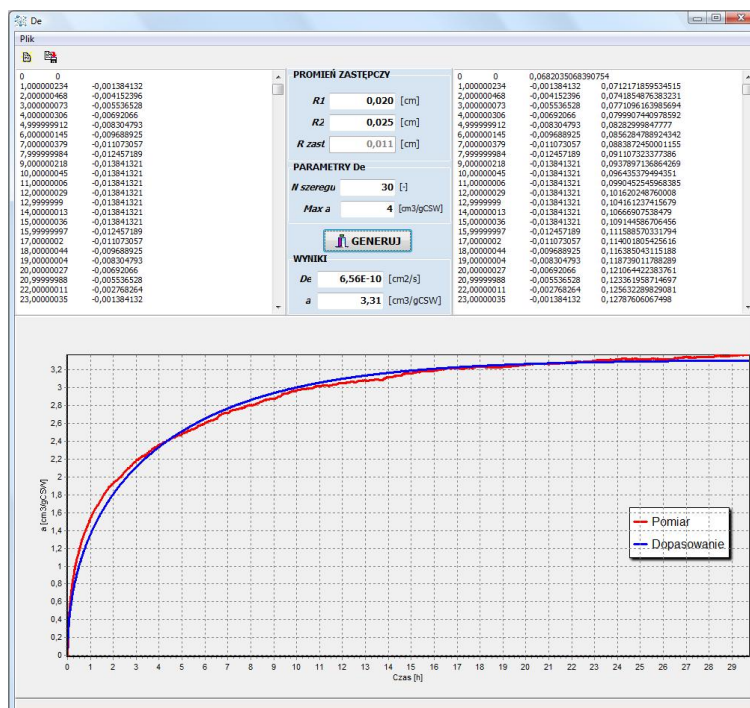 De
Plik
0 0
1,000000234 -0,001384132
2,000000468 -0,004152396
3,000000073 -0,005536528
4,000000306 -0,00692066
4,999999912 -0,008304793
6,000000145 -0,009688925
7,000000379 -0,011073057
7,999999984 -0,012457189
9,000000218 -0,013841321
10,00000045 -0,013841321
11,00000006 -0,013841321
12,00000029 -0,013841321
12,9999999 -0,013841321
14,00000013 -0,013841321
15,00000036 -0,013841321
15,99999997 -0,012457189
17,0000002 -0,011073057
18,00000044 -0,009688925
19,00000004 -0,008304793
20,00000027 -0,00692066
20,99999988 -0,005536528
22,00000011 -0,002768264
23,00000035 -0,001384132
PROMIEŃ ZASTĘPCZY
R1 0,020 [cm]
R2 0,025 [cm]
R zast 0,011 [cm]
PARAMETRY De
N szeregu 30 [-]
Max a 4 [cm3/gCSW]
GENERUJ
WYNIKI
De 6,56E-10 [cm2/s]
a 3,31 [cm3/gCSW]
0 0 0,0682035068390754
1,000000234 -0,001384132 0,0712171859534515
2,000000468 -0,004152396 0,0741854876383231
3,000000073 -0,005536528 0,0771096163985694
4,000000306 -0,00692066 0,0799907440978592
4,999999912 -0,008304793 0,08282999847777
6,000000145 -0,009688925 0,0856284788924342
7,000000379 -0,011073057 0,0883872450001155
7,999999984 -0,012457189 0,091107323377386
9,000000218 -0,013841321 0,0937897136864269
10,00000045 -0,013841321 0,096435379494351
11,00000006 -0,013841321 0,0990452545968385
12,00000029 -0,013841321 0,101620248760008
12,9999999 -0,013841321 0,104161237415679
14,00000013 -0,013841321 0,10666907538479
15,00000036 -0,013841321 0,109144586706456
15,99999997 -0,012457189 0,111588570331794
17,0000002 -0,011073057 0,114001805425616
18,00000044 -0,009688925 0,116385043115188
19,00000004 -0,008304793 0,118739011788289
20,00000027 -0,00692066 0,121064422383761
20,99999988 -0,005536528 0,123361958714697
22,00000011 -0,002768264 0,125632289829081
23,00000035 -0,001384132 0,12787606067498
3,2
3
2,8
2,6
2,4
2,2
2
1,8
1,6
1,4
1,2
1
0,8
0,6
0,4
0,2
0
a [cm3/gCSW]
Pomiar
Dopasowanie
0 1 2 3 4 5 6 7 8 9 10 11 12 13 14 15 16 17 18 19 20 21 22 23 24 25 26 27 28 29
Czas [h]